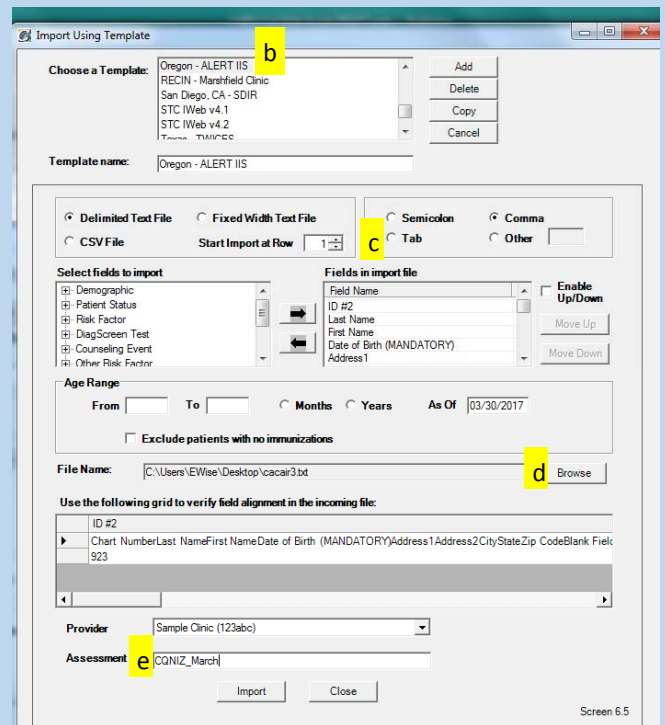 Import Using Template
b
Choose a Template:
Oregon - ALERT IIS
RECIN - Marshfield Clinic
San Diego, CA - SDIR
STC IWeb v4.1
STC IWeb v4.2
Texas - TWICES
Add
Delete
Copy
Cancel
Template name: Oregon - ALERT IIS
Delimited Text File Fixed Width Text File
CSV File Start Import at Row 1
Semicolon Comma
c Tab Other
Select fields to import
Demographic
Patient Status
Risk Factor
DiagScreen Test
Counseling Event
Other Risk Factor
Fields in import file
Field Name
ID #2
Last Name
First Name
Date of Birth (MANDATORY)
Address1
Enable
Up/Down
Move Up
Move Down
Age Range
From To Months Years As Of 03/30/2017
Exclude patients with no immunizations
File Name: C:\Users\EWise\Desktop\cacair3.txt d Browse
Use the following grid to verify field alignment in the incoming file:
ID #2
Chart NumberLast NameFirst NameDate of Birth (MANDATORY)Address1Address2CityStateZip CodeBlank Field
923
Provider Sample Clinic (123abc)
Assessment e CQNIZ_March
Import Close
Screen 6.5